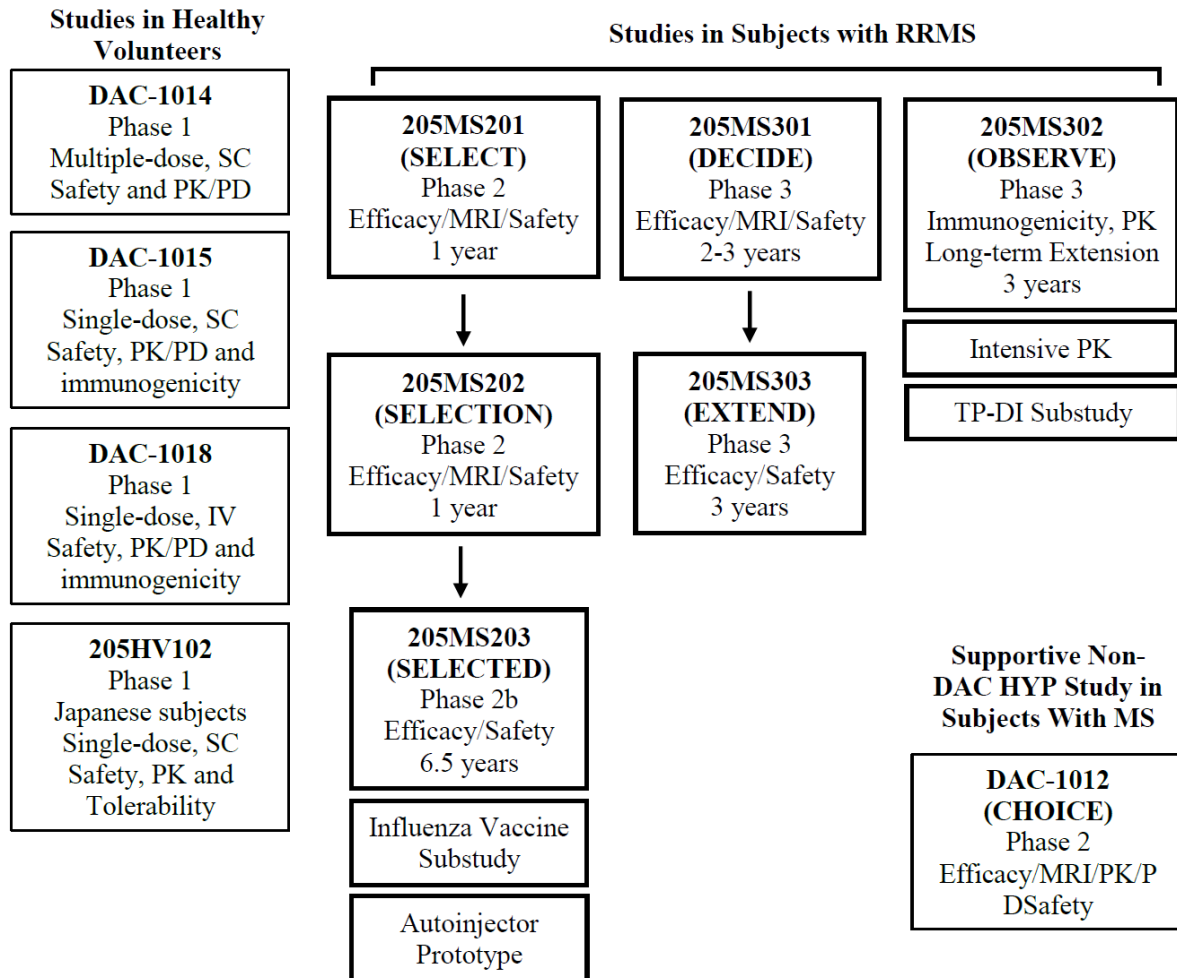 Studies in Healthy
Volunteers
DAC-1014
Phase 1
Multiple-dose, SC
Safety and PK/PD
DAC-1015
Phase 1
Single-dose, SC
Safety, PK/PD and
immunogenicity
DAC-1018
Phase 1
Single-dose, IV
Safety, PK/PD and
immunogenicity
205HV102
Phase 1
Japanese subjects
Single-dose, SC
Safety, PK and
Tolerability
Studies in Subjects with RRMS
205MS201
(SELECT)
Phase 2
Efficacy/MRI/Safety
1 year
205MS202
(SELECTION)
Phase 2
Efficacy/MRI/Safety
1 year
205MS203
(SELECTED)
Phase 2b
Efficacy/Safety
6.5 years
Influenza Vaccine
Substudy
Autoinjector
Prototype
205MS301
(DECIDE)
Phase 3
Efficacy/MRI/Safety
2-3 years
205MS303
(EXTEND)
Phase 3
Efficacy/Safety
3 years
205MS302
(OBSERVE)
Phase 3
Immunogenicity, PK
Long-term Extension
3 years
Intensive PK
TP-DI Substudy
Supportive Non-
DAC HYP Study in
Subjects With MS
DAC-1012
(CHOICE)
Phase 2
Efficacy/MRI/PK/P
DSafety